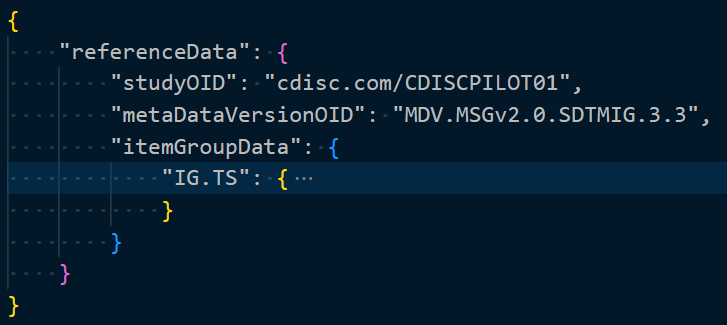 {
"referenceData": {
"studyOID": "cdisc.com/CDISCPILOT01",
"metaDataVersionOID": "MDV.MSGv2.0.SDTMIG.3.3",
"itemGroupData": {
"IG.TS": { ⋯
}
}
}
}